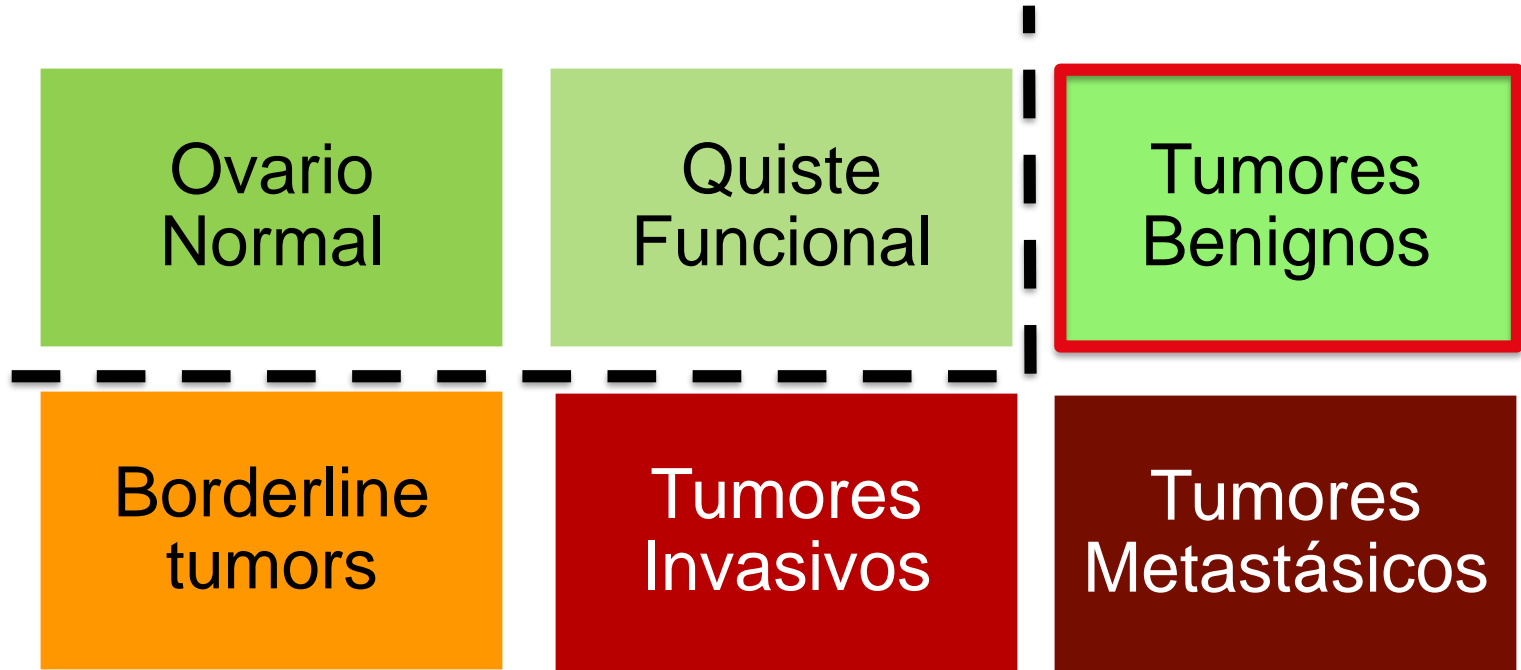 Ovario
Normal
Quiste
Funcional
Tumores
Benignos
Borderline
tumors
Tumores
Invasivos
Tumores
Metastásicos